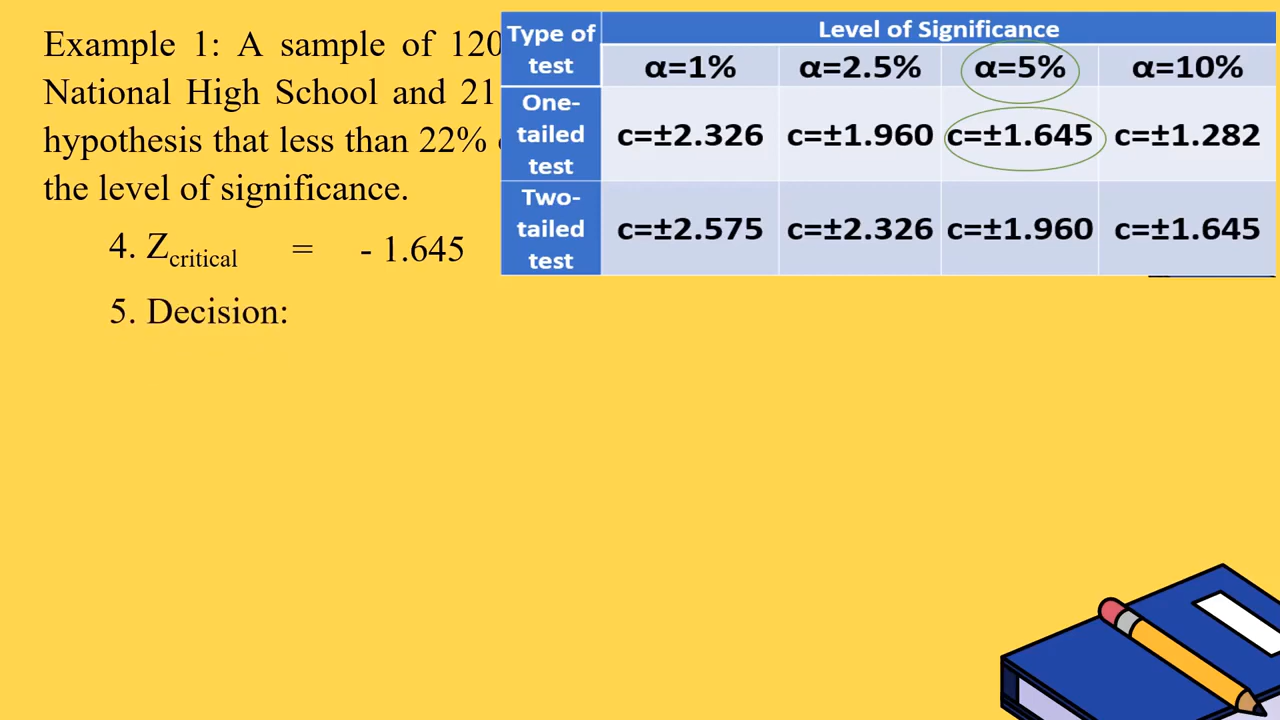 Example 1: A sample of 120
National High School and 21
hypothesis that less than 22%
the level of significance.
4. Zcritical = - 1.645
5. Decision:
Type of test Level of Significance
α=1% α=2.5% α=5% α=10%
One-tailed test c=±2.326 c=±1.960 c=±1.645 c=±1.282
Two-tailed test c=±2.575 c=±2.326 c=±1.960 c=±1.645